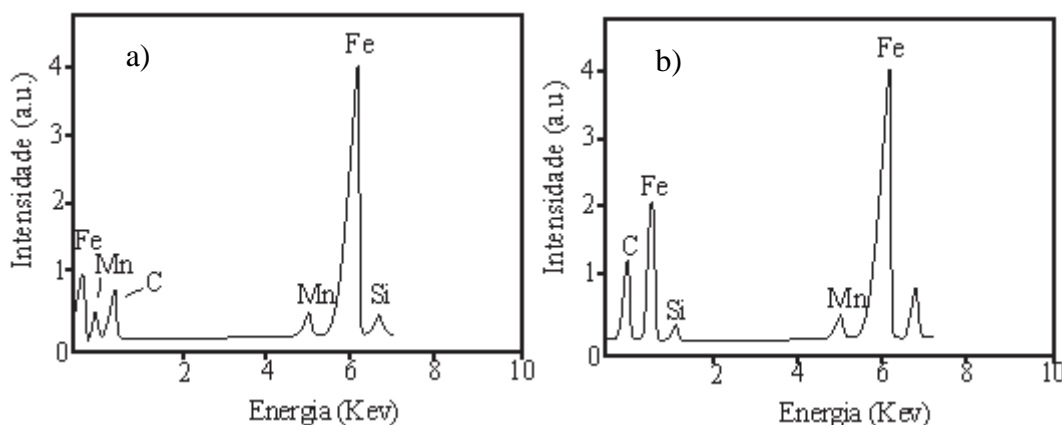 a)
Intensidade (a.u.)
4
3
2
1
0
Fe
Mn
C
Mn
Fe
Si
2
4
6
8
10
Energia (Kev)
b)
Intensidade (a.u.)
4
3
2
1
0
C
Fe
Si
Mn
Fe
2
4
6
8
10
Energia (Kev)